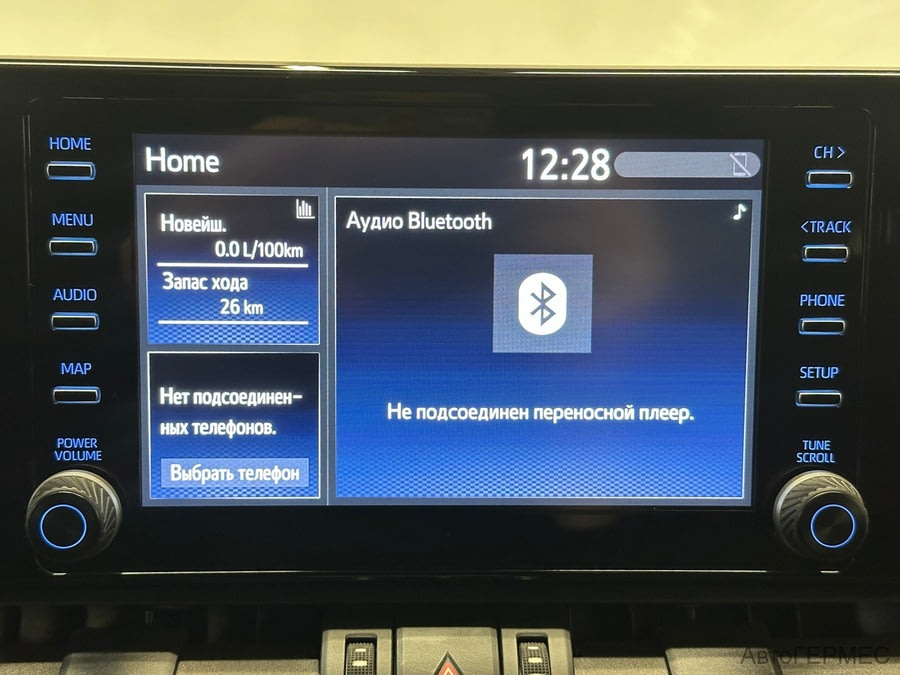 HOME
MENU
AUDIO
MAP
POWER
VOLUME
Home
12:28
Новейш.
0.0 L/100km
Запас хода
26 km
Нет подсоединен-
ных телефонов.
Выбрать телефон
Аудио Bluetooth
Не подсоединен переносной плеер.
CH >
<TRACK
PHONE
SETUP
TUNE
SCROLL
АвтоГЕРМЕС